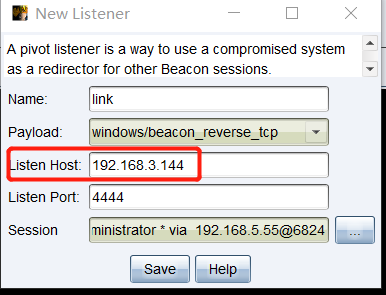 New Listener
A pivot listener is a way to use a compromised system
as a redirector for other Beacon sessions.
Name: link
Payload: windows/beacon_reverse_tcp
Listen Host: 192.168.3.144
Listen Port: 4444
Session ministrator * via 192.168.5.55@6824 ...
Save Help